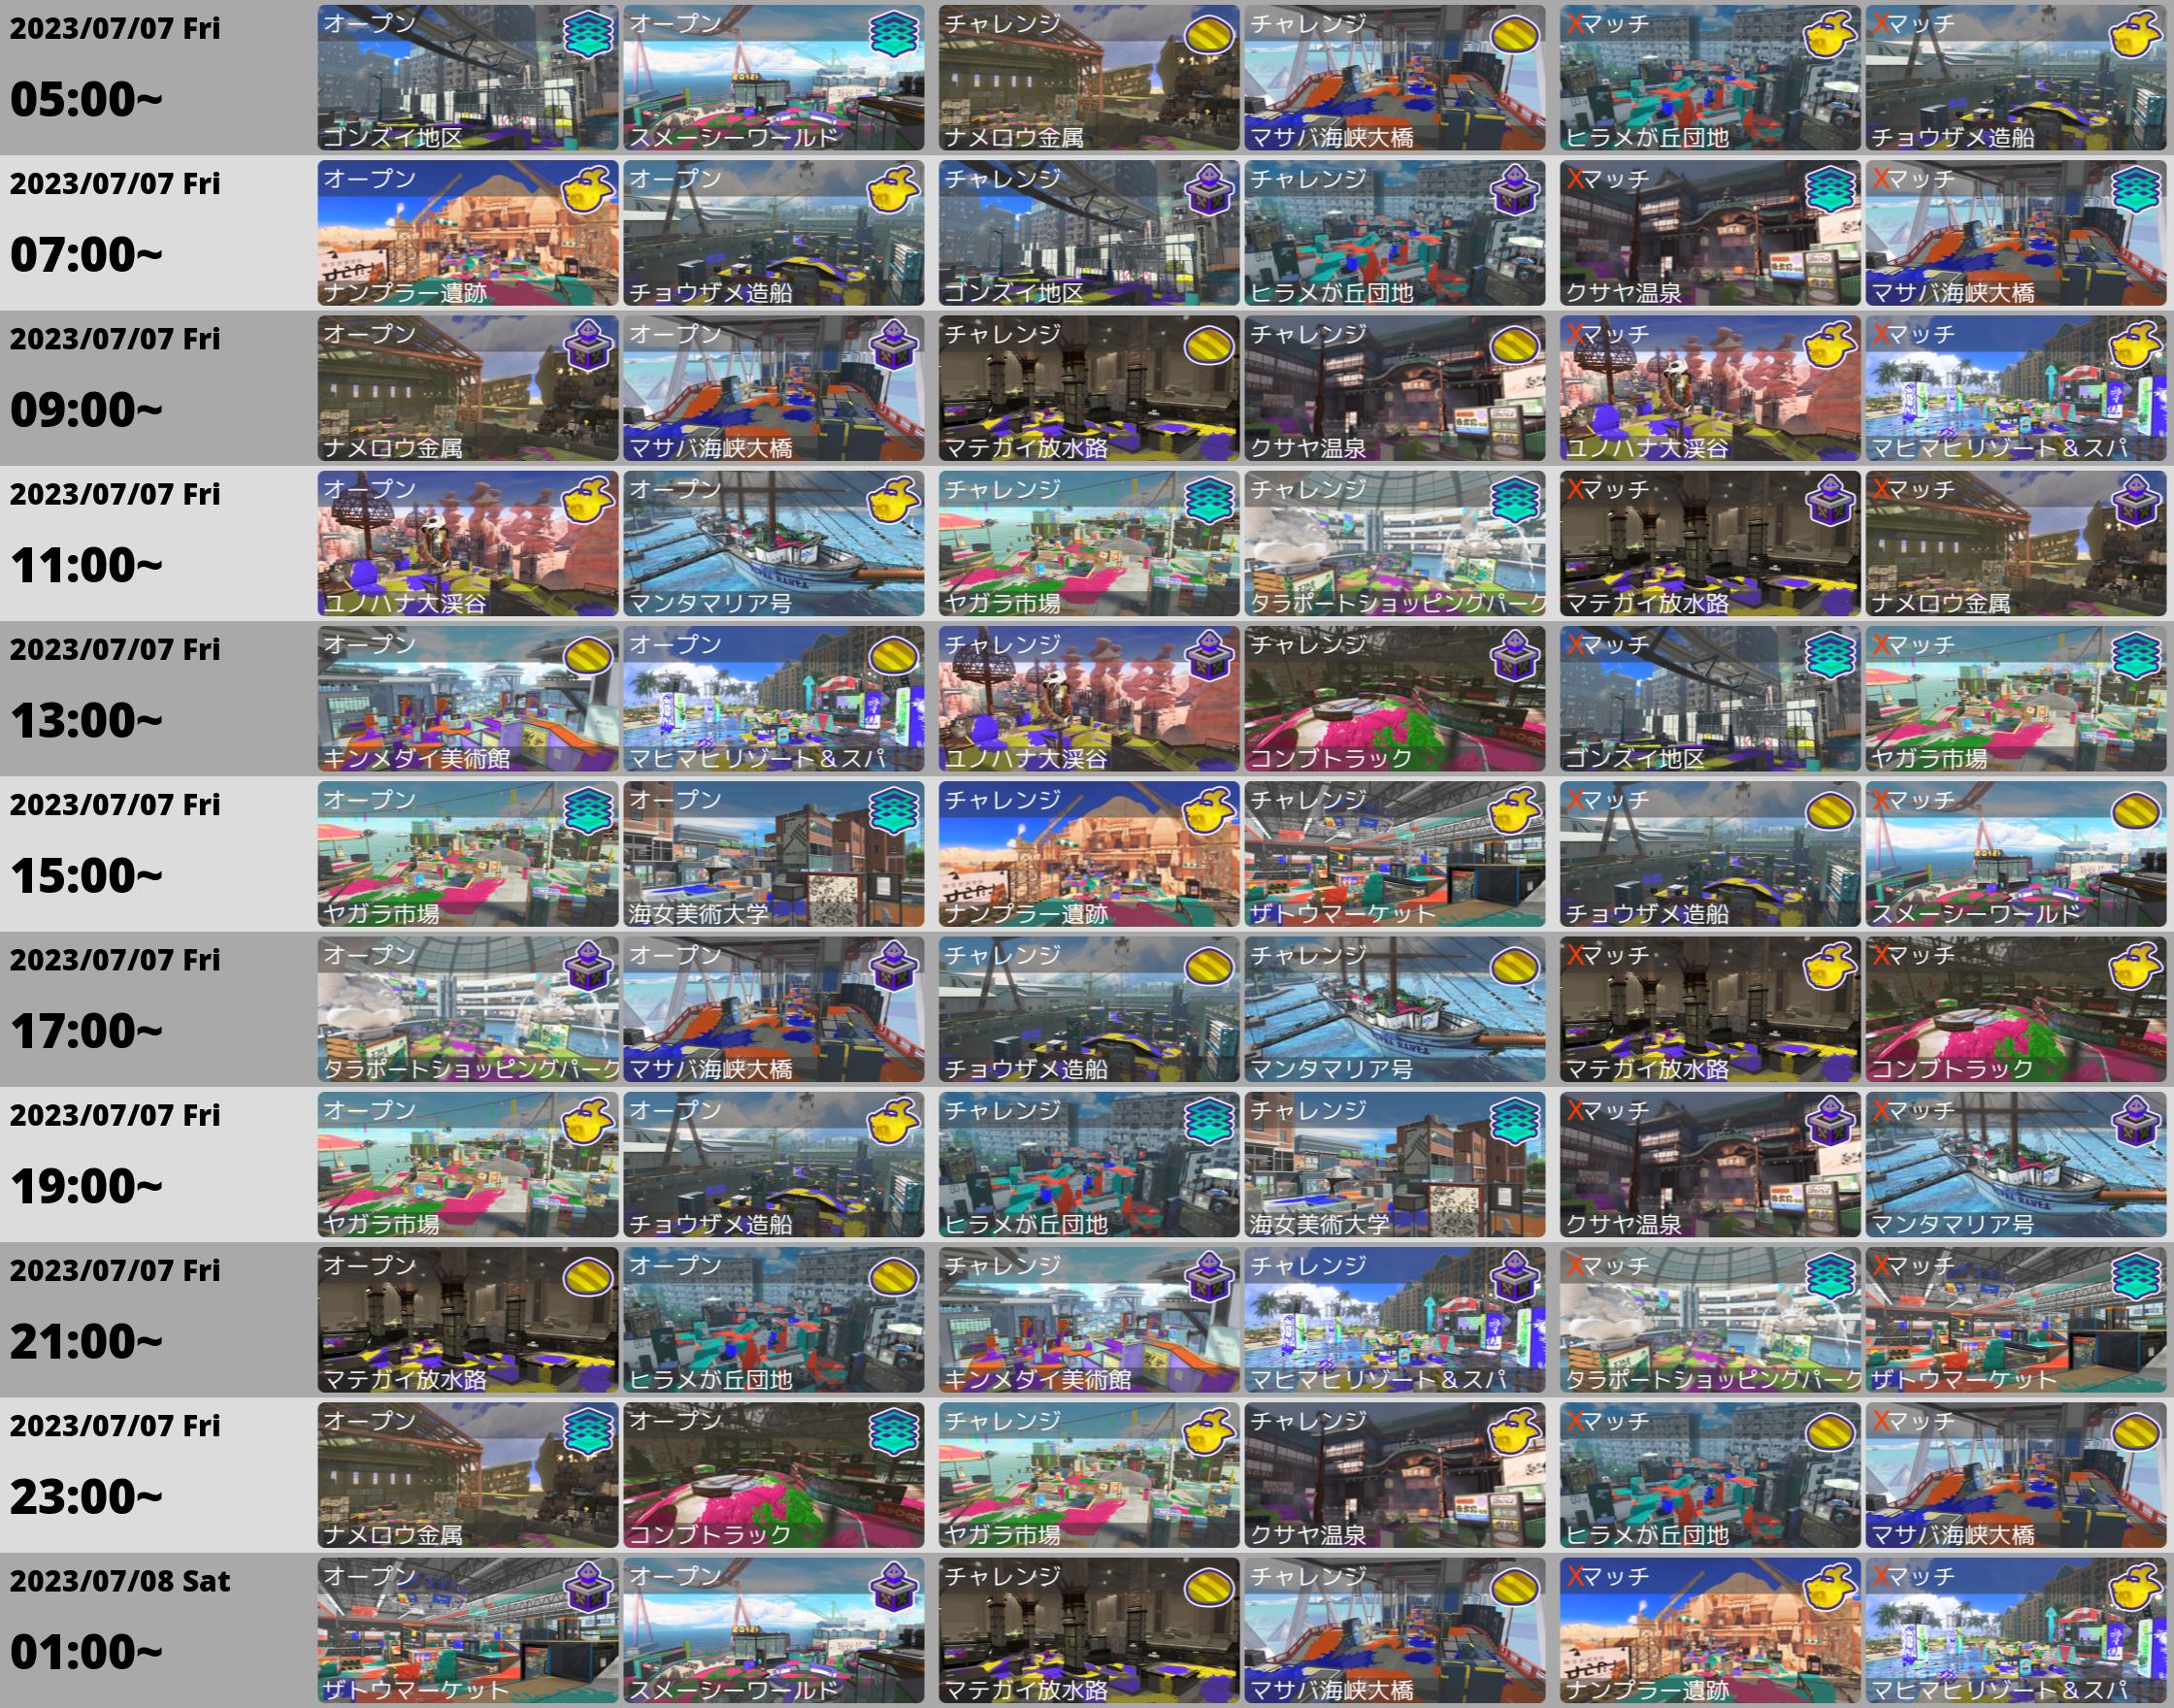 2023/07/07 Fri
05:00~
オープン
ゴンズイ地区
オープン
スメーシーワールド
チャレンジ
ナメロウ金属
チャレンジ
マサバ海峡大橋
Xマッチ
ヒラメが丘団地
Xマッチ
チョウザメ造船
2023/07/07 Fri
07:00~
オープン
ナンプラー遺跡
オープン
チョウザメ造船
チャレンジ
ゴンズイ地区
チャレンジ
ヒラメが丘団地
Xマッチ
クサヤ温泉
Xマッチ
マサバ海峡大橋
2023/07/07 Fri
09:00~
オープン
ナメロウ金属
オープン
マサバ海峡大橋
チャレンジ
マテガイ放水路
チャレンジ
クサヤ温泉
Xマッチ
ユノハナ大渓谷
Xマッチ
マヒマヒリゾート＆スパ
2023/07/07 Fri
11:00~
オープン
ユノハナ大渓谷
オープン
マンタマリア号
チャレンジ
ヤガラ市場
チャレンジ
タラポートショッピングパーク
Xマッチ
マテガイ放水路
Xマッチ
ナメロウ金属
2023/07/07 Fri
13:00~
オープン
キンメダイ美術館
オープン
マヒマヒリゾート＆スパ
チャレンジ
ユノハナ大渓谷
チャレンジ
コンブトラック
Xマッチ
ゴンズイ地区
Xマッチ
ヤガラ市場
2023/07/07 Fri
15:00~
オープン
ヤガラ市場
オープン
海女美術大学
チャレンジ
ナンプラー遺跡
チャレンジ
ザトウマーケット
Xマッチ
チョウザメ造船
Xマッチ
スメーシーワールド
2023/07/07 Fri
17:00~
オープン
タラポートショッピングパーク
オープン
マサバ海峡大橋
チャレンジ
チョウザメ造船
チャレンジ
マンタマリア号
Xマッチ
マテガイ放水路
Xマッチ
コンブトラック
2023/07/07 Fri
19:00~
オープン
ヤガラ市場
オープン
チョウザメ造船
チャレンジ
ヒラメが丘団地
チャレンジ
海女美術大学
Xマッチ
クサヤ温泉
Xマッチ
マンタマリア号
2023/07/07 Fri
21:00~
オープン
マテガイ放水路
オープン
ヒラメが丘団地
チャレンジ
キンメダイ美術館
チャレンジ
マヒマヒリゾート＆スパ
Xマッチ
タラポートショッピングパーク
Xマッチ
ザトウマーケット
2023/07/07 Fri
23:00~
オープン
ナメロウ金属
オープン
コンブトラック
チャレンジ
ヤガラ市場
チャレンジ
クサヤ温泉
Xマッチ
ヒラメが丘団地
Xマッチ
マサバ海峡大橋
2023/07/08 Sat
01:00~
オープン
ザトウマーケット
オープン
スメーシーワールド
チャレンジ
マテガイ放水路
チャレンジ
マサバ海峡大橋
Xマッチ
ナンプラー遺跡
Xマッチ
マヒマヒリゾート＆スパ